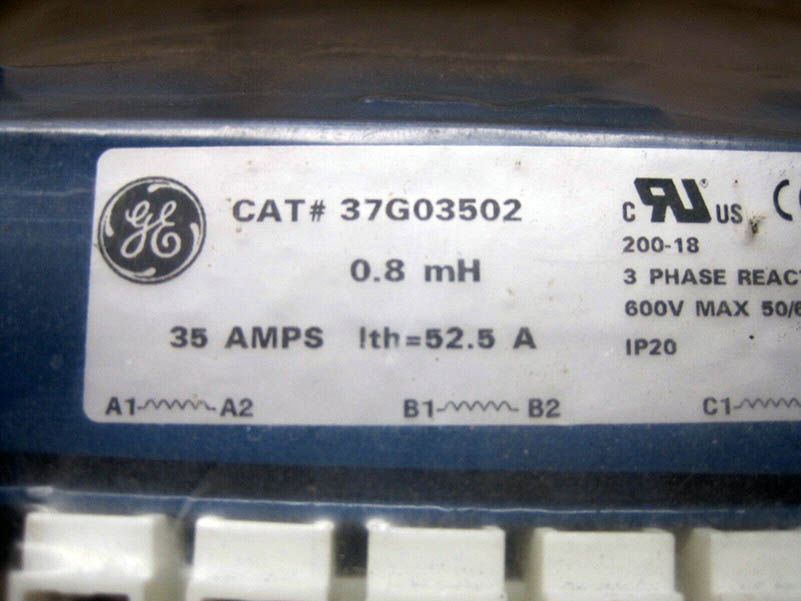 GE
CAT# 37G03502
0.8 mH
35 AMPS Ith=52.5 A
A1 A2 B1 B2 C1
c RU US
200-18
3 PHASE REACT
600V MAX 50/6
IP20